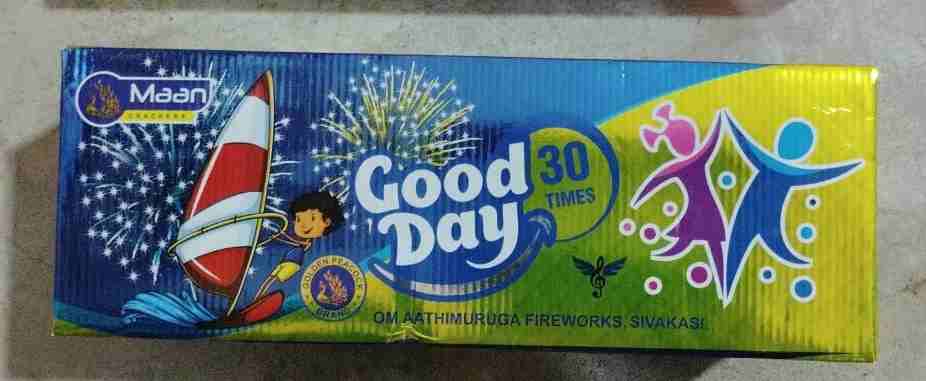 Maan
CRACKERS
Good
Day
30
TIMES
GOLDEN PEACOCK
BRAND
OM AATHIMURUGA FIREWORKS, SIVAKASI.